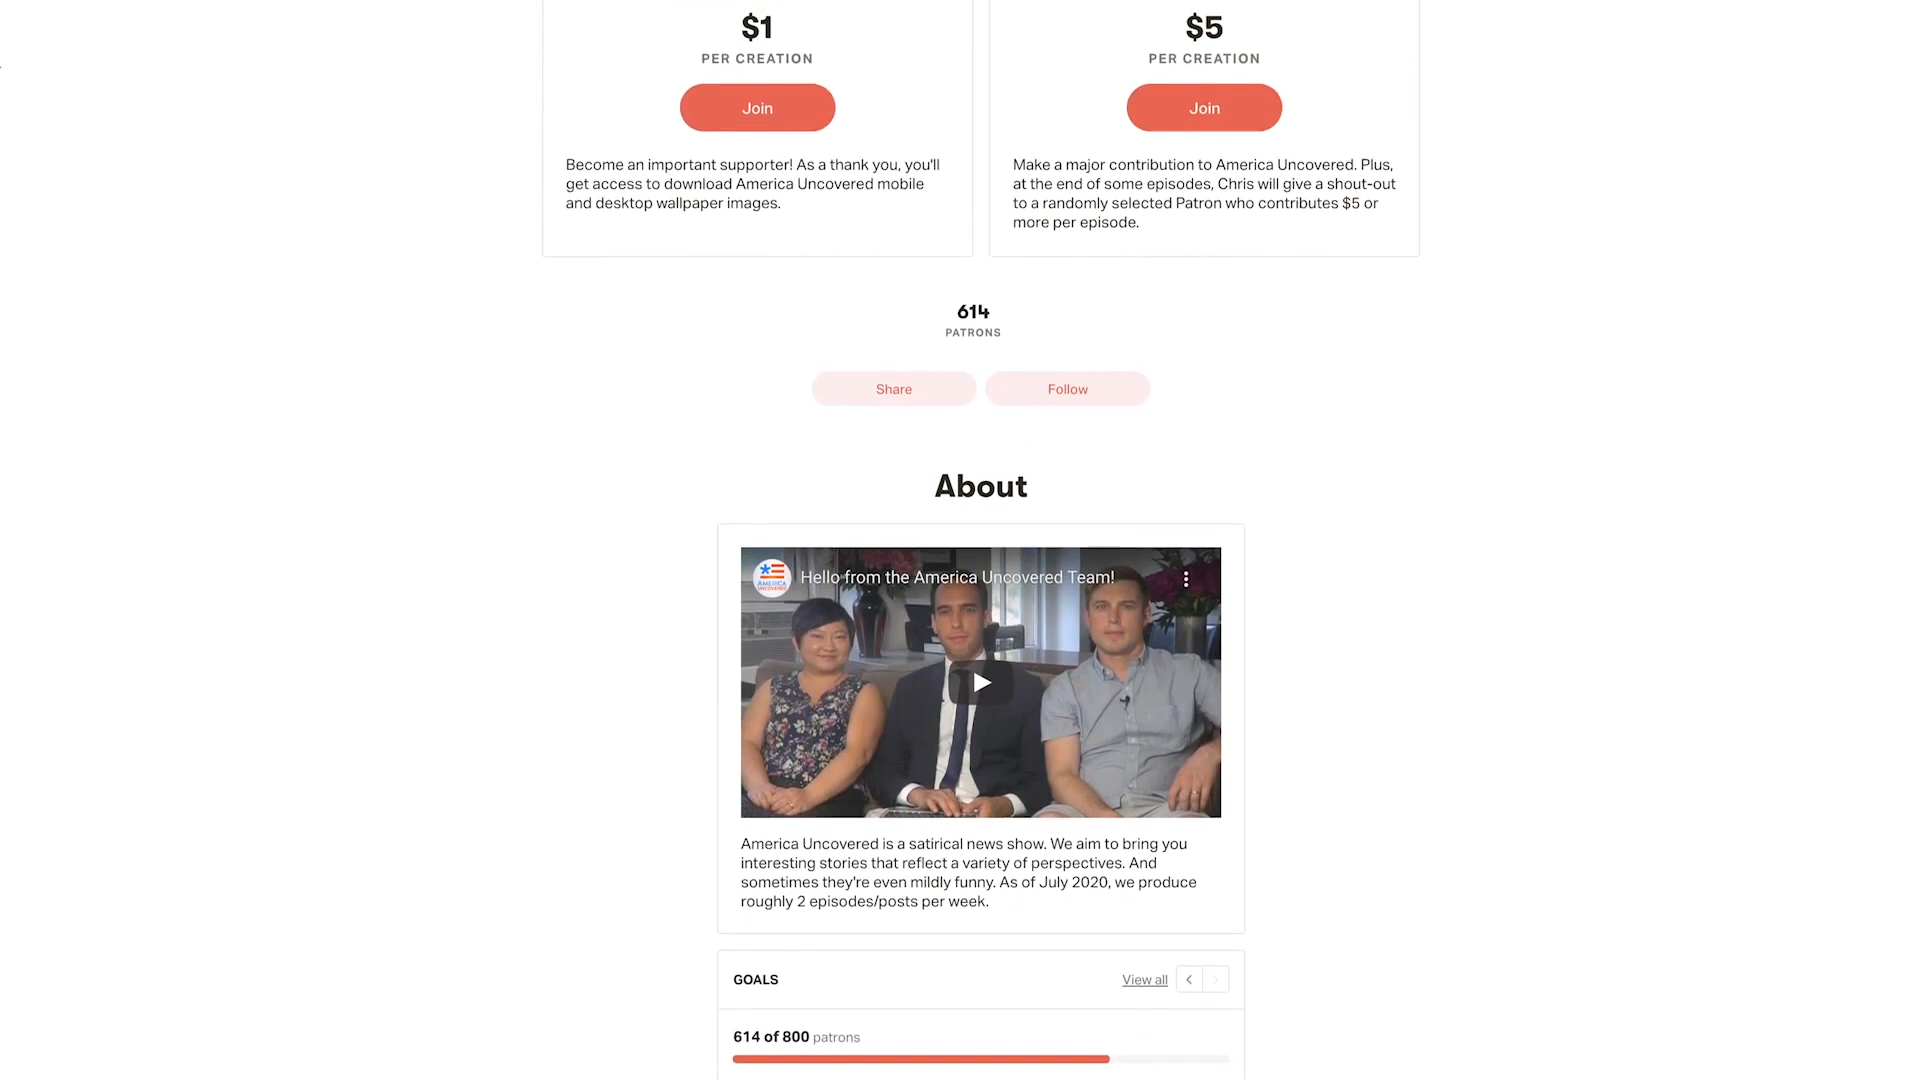 $1
PER CREATION
Join
Become an important supporter! As a thank you, you'll
get access to download America Uncovered mobile
and desktop wallpaper images.
$5
PER CREATION
Join
Make a major contribution to America Uncovered. Plus,
at the end of some episodes, Chris will give a shout-out
to a randomly selected Patron who contributes $5 or
more per episode.
614
PATRONS
Share
Follow
About
AMERICA
UNCOVERED
Hello from the America Uncovered Team!
America Uncovered is a satirical news show. We aim to bring you
interesting stories that reflect a variety of perspectives. And
sometimes they're even mildly funny. As of July 2020, we produce
roughly 2 episodes/posts per week.
GOALS
View all
614 of 800 patrons